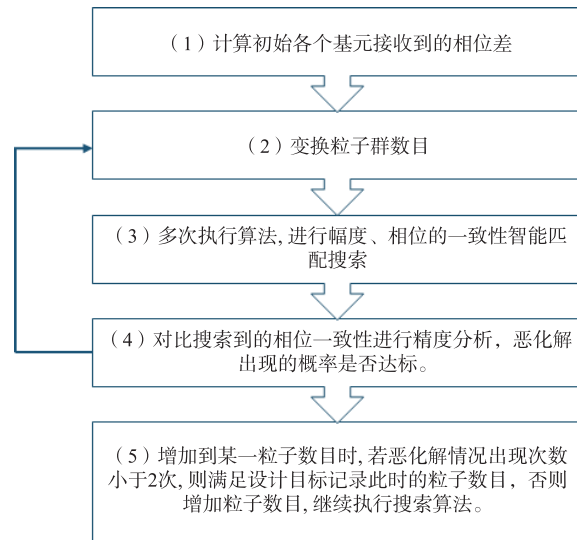 （1）计算初始各个基元接收到的相位差
（2）变换粒子群数目
（3）多次执行算法, 进行幅度、相位的一致性智能匹
配搜索
（4）对比搜索到的相位一致性进行精度分析，恶化解
出现的概率是否达标。
（5）增加到某一粒子数目时, 若恶化解情况出现次数
小于2次, 则满足设计目标记录此时的粒子数目，否则
增加粒子数目, 继续执行搜索算法。